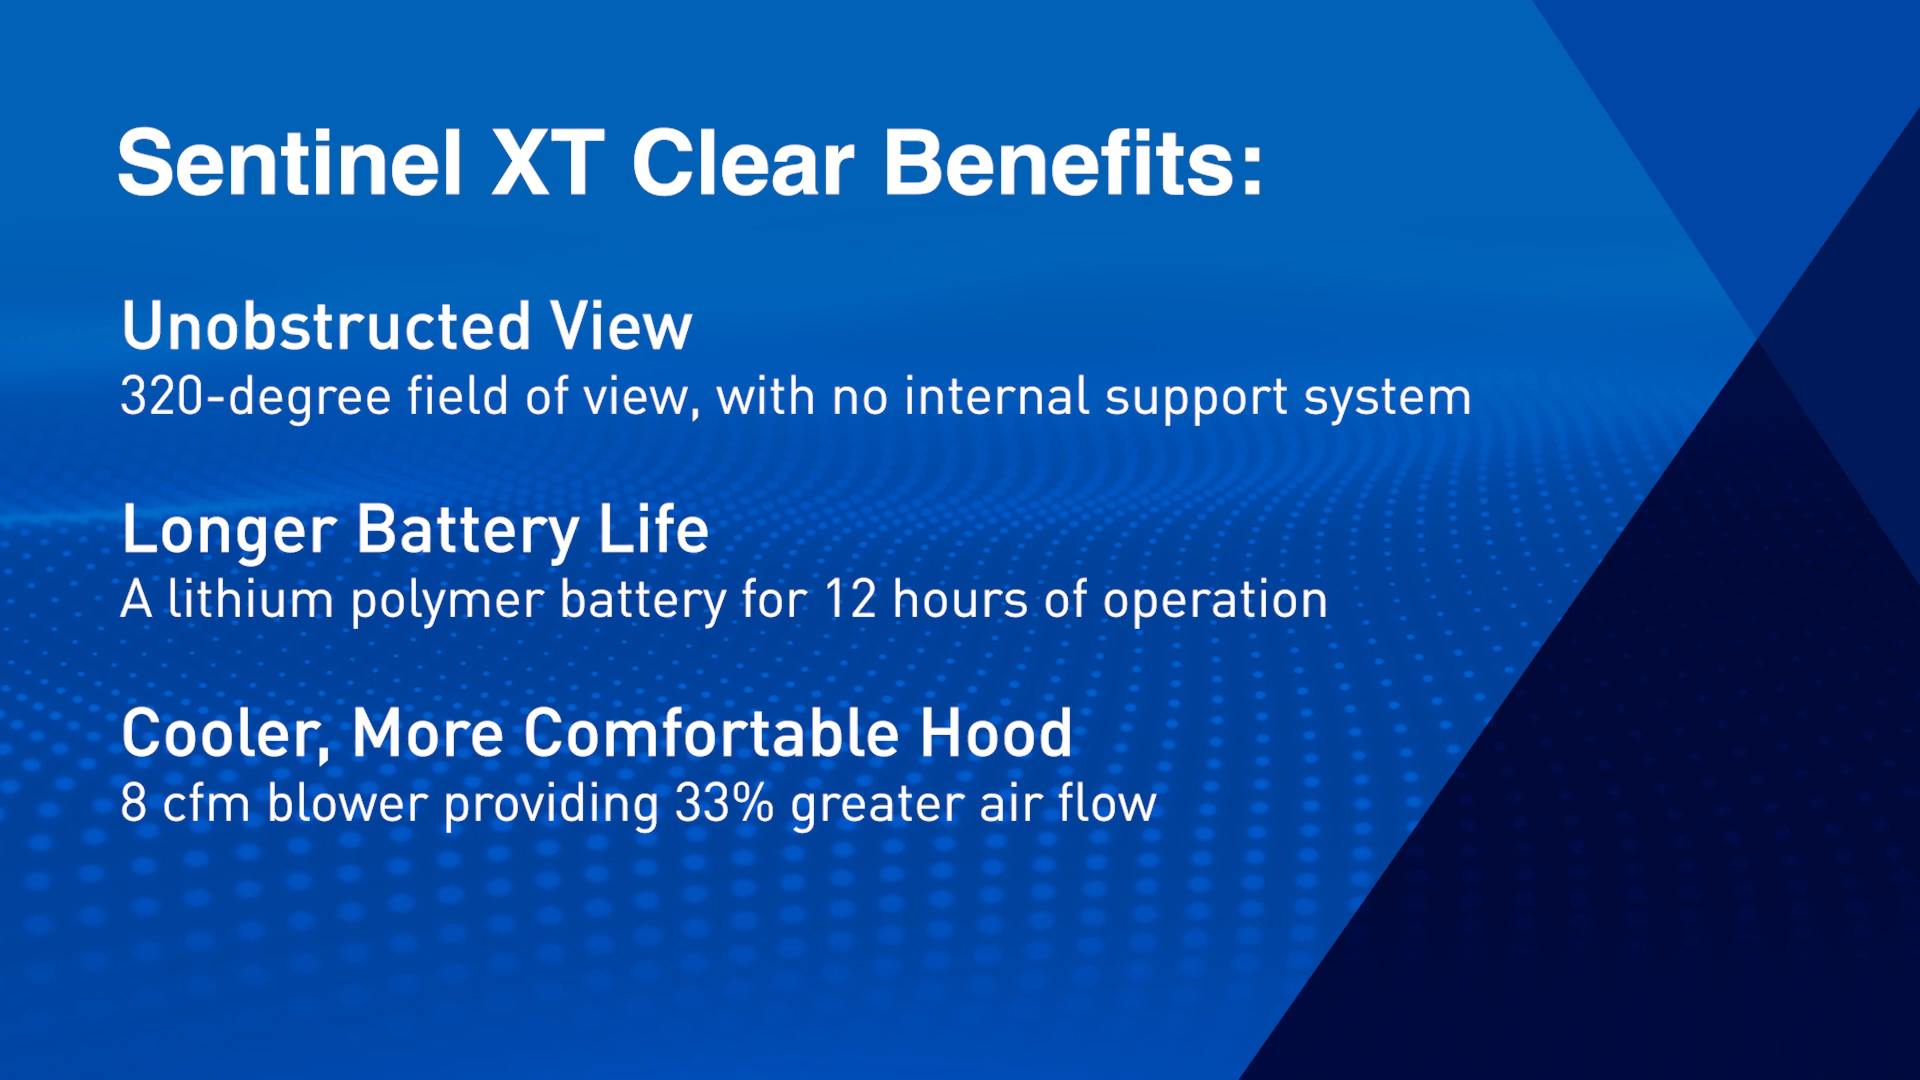 Sentinel XT Clear Benefits:
Unobstructed View
320-degree field of view, with no internal support system
Longer Battery Life
A lithium polymer battery for 12 hours of operation
Cooler, More Comfortable Hood
8 cfm blower providing 33% greater air flow